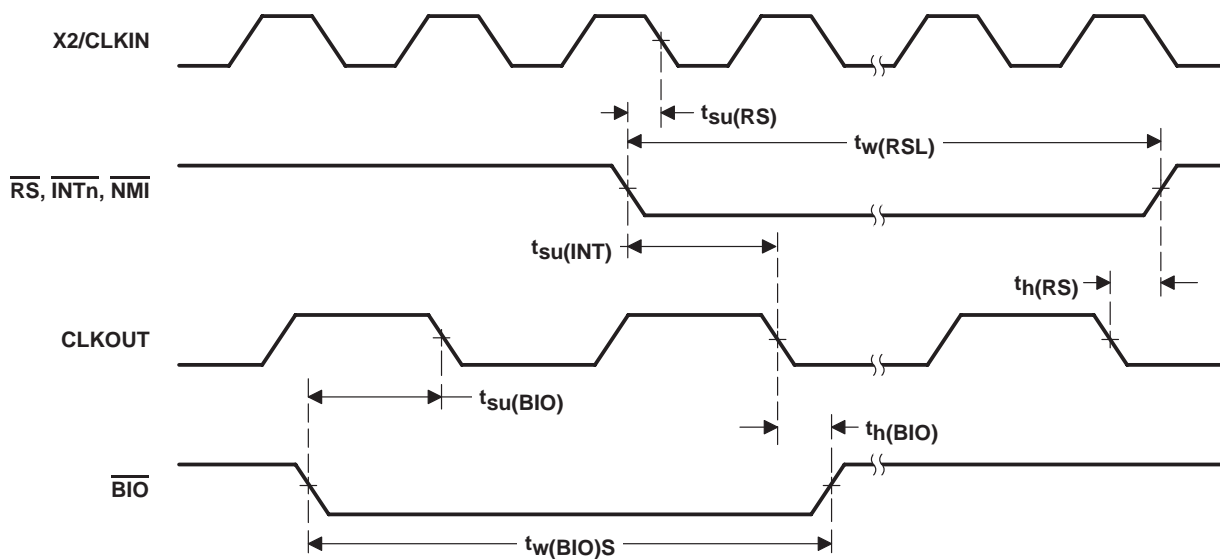 X2/CLKIN
tsu(RS)
tw(RSL)
RS, INTn, NMI
tsu(INT)
th(RS)
CLKOUT
tsu(BIO)
th(BIO)
BIO
tw(BIO)S